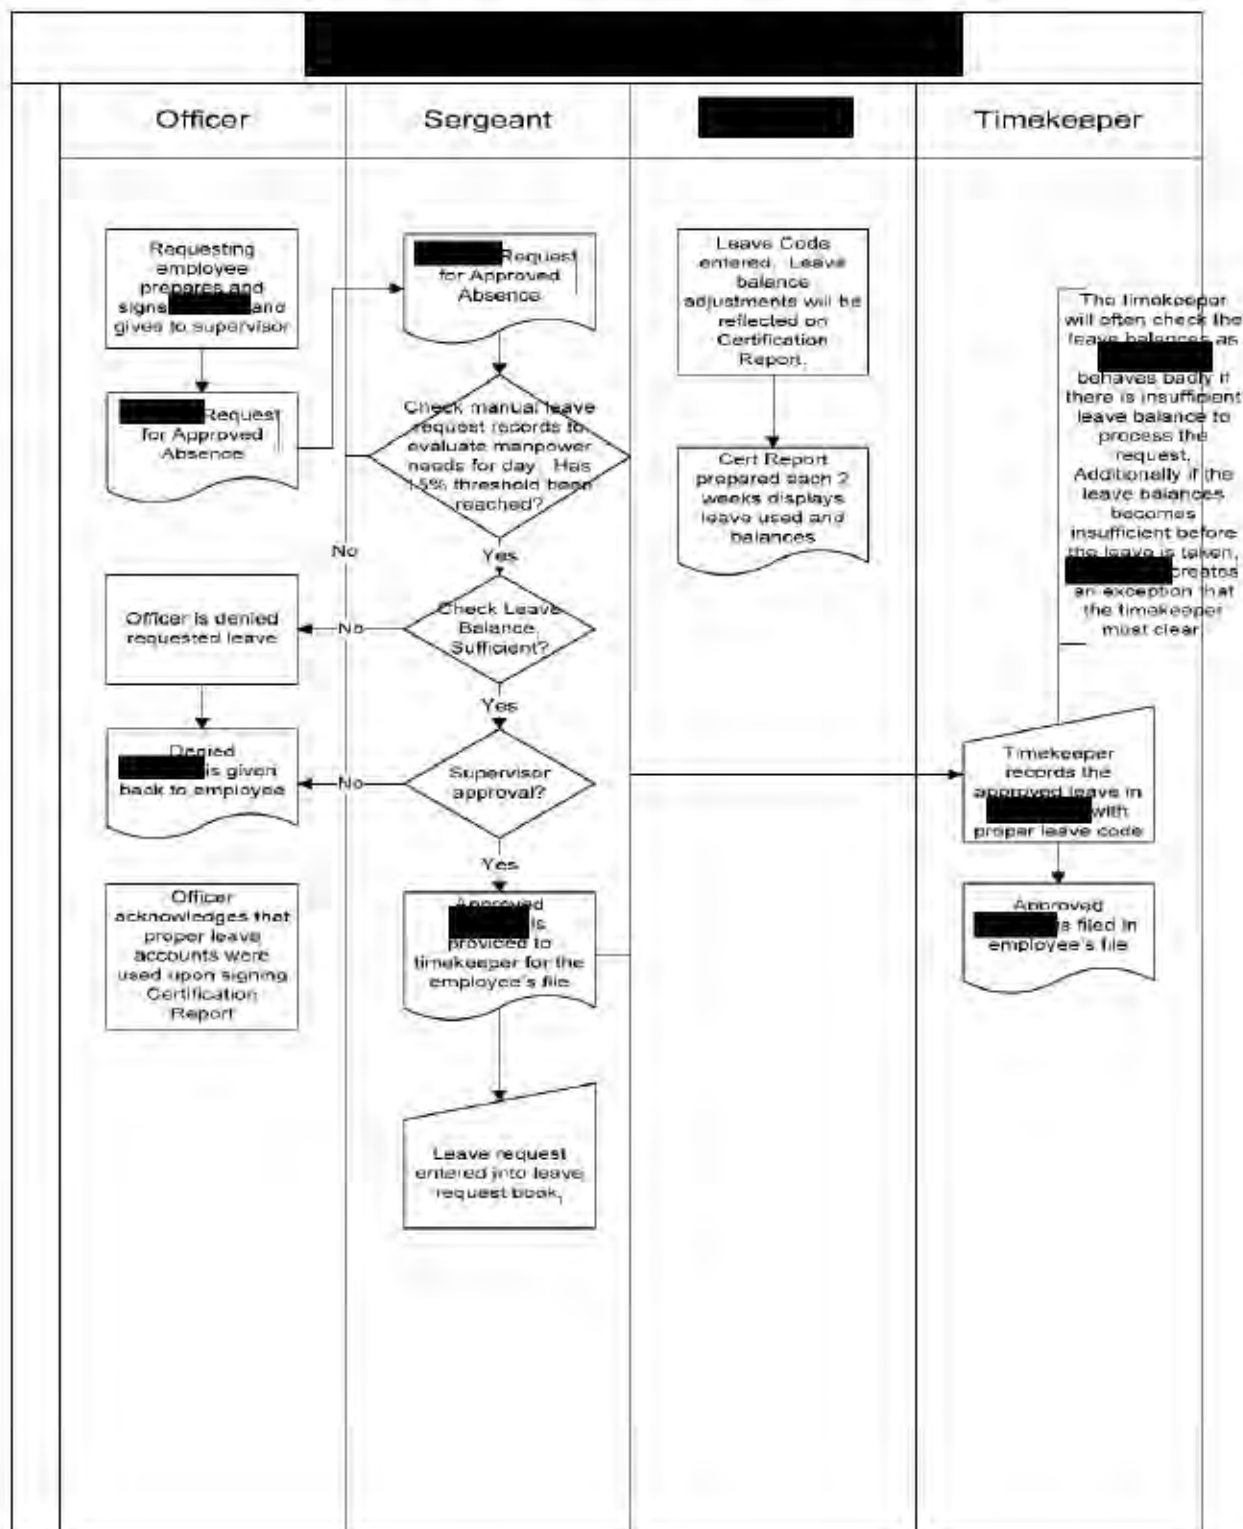 Officer
Sergeant
Timekeeper
Requesting
employee
prepares and
signs and
gives to supervisor
Request
for Approved
Absence
Officer is denied
requested leave
Denied
is given
back to employee
Officer
acknowledges that
proper leave
accounts were
used upon signing
Certification
Report
Request
for Approved
Absence
Check manual leave
request records to
evaluate manpower
needs for day. Has
15% threshold been
reached?
No
Yes
Check Leave
Balance
Sufficient?
No
Yes
Supervisor
approval?
No
Yes
Approved
is
provided to
timekeeper for the
employee's file
Leave request
entered into leave
request book.
Leave Code
entered. Leave
balance
adjustments will be
reflected on
Certification
Report.
Cert Report
prepared each 2
weeks displays
leave used and
balances
The timekeeper
will often check the
leave balances as
behaves badly if
there is insufficient
leave balance to
process the
request.
Additionally if the
leave balances
becomes
insufficient before
the leave is taken,
creates
an exception that
the timekeeper
must clear
Timekeeper
records the
approved leave in
with
proper leave code
Approved
is filed in
employee's file